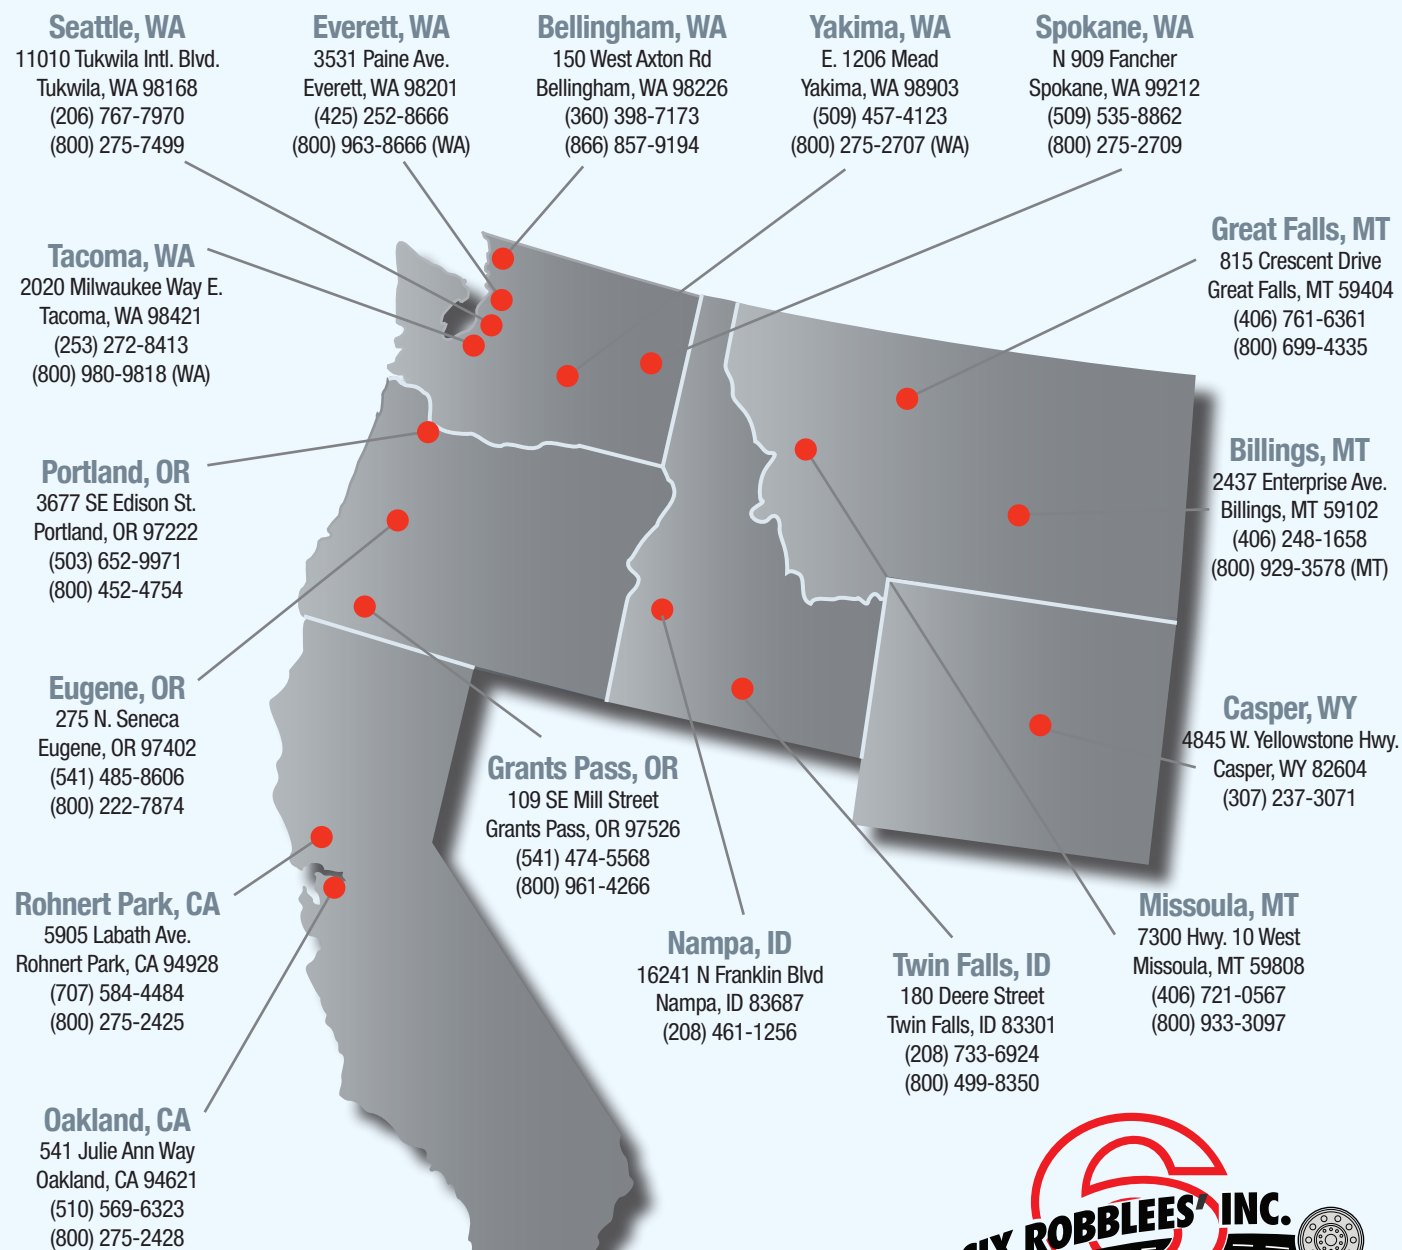 Seattle, WA
11010 Tukwila Intl. Blvd.
Tukwila, WA 98168
(206) 767-7970
(800) 275-7499
Everett, WA
3531 Paine Ave.
Everett, WA 98201
(425) 252-8666
(800) 963-8666 (WA)
Bellingham, WA
150 West Axton Rd
Bellingham, WA 98226
(360) 398-7173
(866) 857-9194
Yakima, WA
E. 1206 Mead
Yakima, WA 98903
(509) 457-4123
(800) 275-2707 (WA)
Spokane, WA
N 909 Fancher
Spokane, WA 99212
(509) 535-8862
(800) 275-2709
Tacoma, WA
2020 Milwaukee Way E.
Tacoma, WA 98421
(253) 272-8413
(800) 980-9818 (WA)
Great Falls, MT
815 Crescent Drive
Great Falls, MT 59404
(406) 761-6361
(800) 699-4335
Portland, OR
3677 SE Edison St.
Portland, OR 97222
(503) 652-9971
(800) 452-4754
Billings, MT
2437 Enterprise Ave.
Billings, MT 59102
(406) 248-1658
(800) 929-3578 (MT)
Eugene, OR
275 N. Seneca
Eugene, OR 97402
(541) 485-8606
(800) 222-7874
Grants Pass, OR
109 SE Mill Street
Grants Pass, OR 97526
(541) 474-5568
(800) 961-4266
Casper, WY
4845 W. Yellowstone Hwy.
Casper, WY 82604
(307) 237-3071
Rohnert Park, CA
5905 Labath Ave.
Rohnert Park, CA 94928
(707) 584-4484
(800) 275-2425
Nampa, ID
16241 N Franklin Blvd
Nampa, ID 83687
(208) 461-1256
Twin Falls, ID
180 Deere Street
Twin Falls, ID 83301
(208) 733-6924
(800) 499-8350
Missoula, MT
7300 Hwy. 10 West
Missoula, MT 59808
(406) 721-0567
(800) 933-3097
Oakland, CA
541 Julie Ann Way
Oakland, CA 94621
(510) 569-6323
(800) 275-2428
6
SIX ROBBLEES' INC.